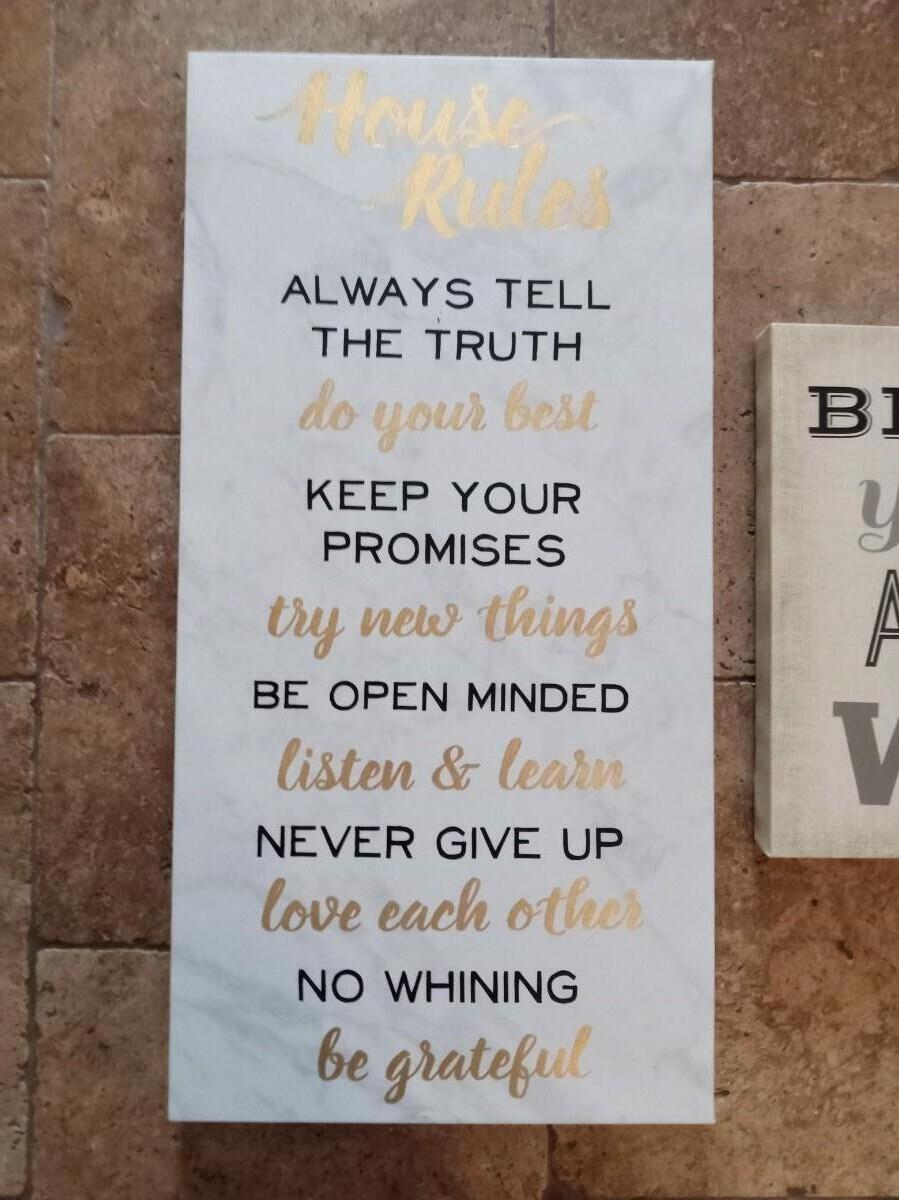 House
Rules
ALWAYS TELL
THE TRUTH
do your best
KEEP YOUR
PROMISES
try new things
BE OPEN MINDED
listen & learn
NEVER GIVE UP
love each other
NO WHINING
be grateful